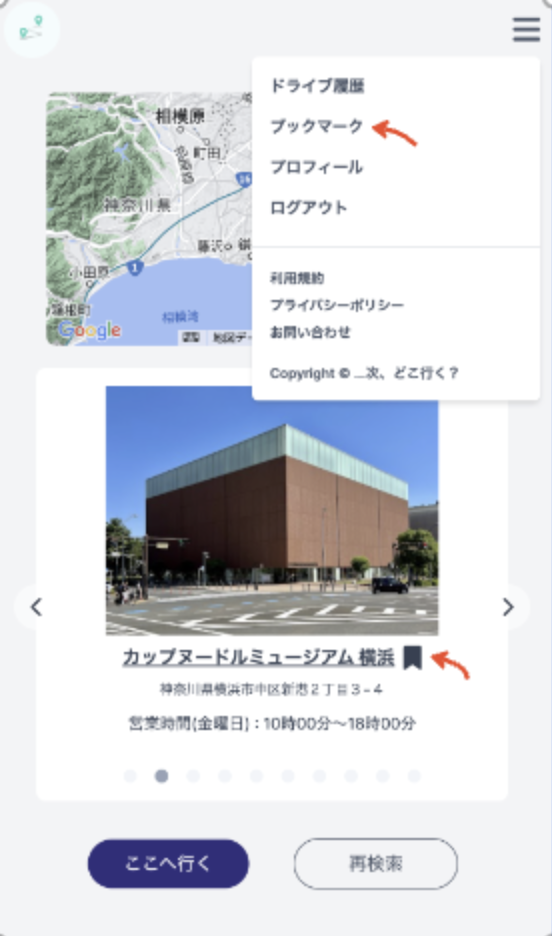 ドライブ履歴
ブックマーク
プロフィール
ログアウト
利用規約
プライバシーポリシー
お問い合わせ
Copyright © ...次、どこ行く？
相模原
町田
16
神奈川県
藤沢
1
小田原
箱根町
相模湾
Google
地図デー
カップヌードルミュージアム 横浜
神奈川県横浜市中区新港２丁目３−４
営業時間(金曜日)：10時00分〜18時00分
ここへ行く
再検索